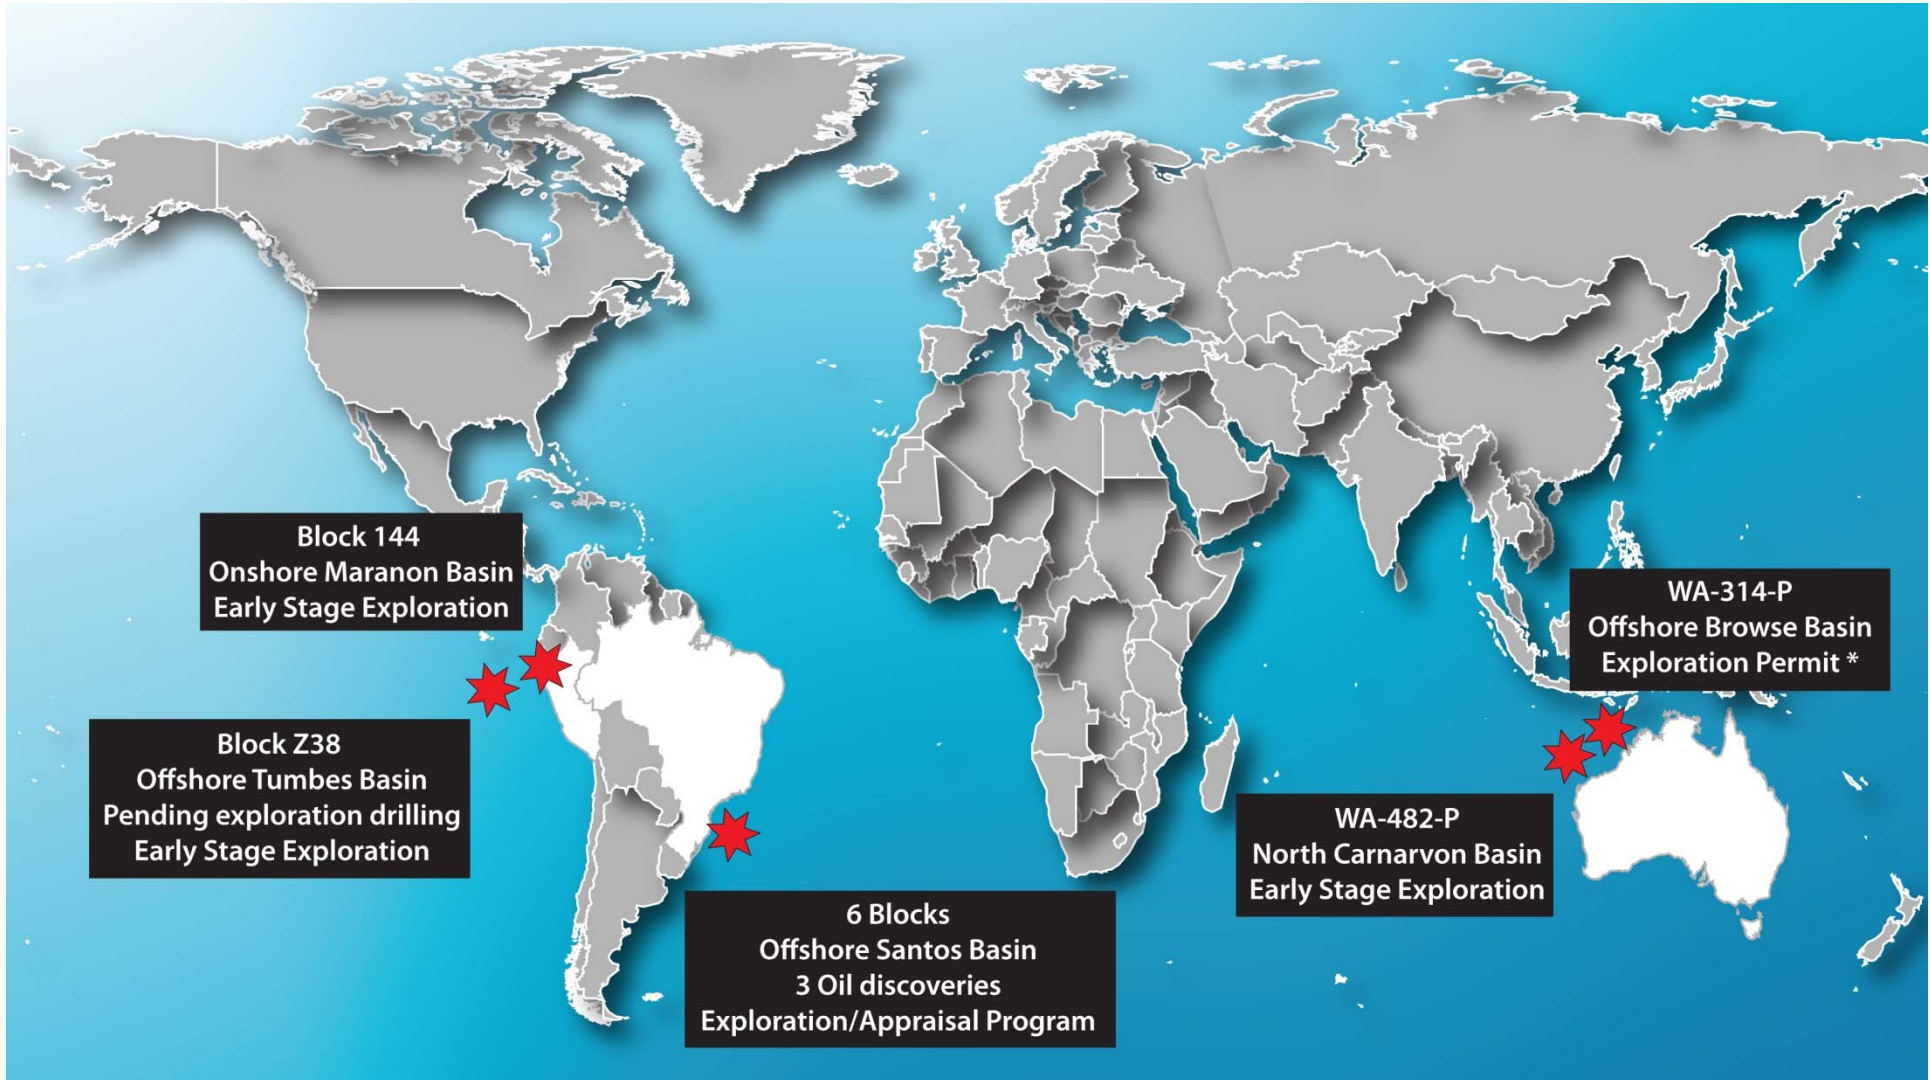 Block 144
Onshore Maranon Basin
Early Stage Exploration
Block Z38
Offshore Tumbes Basin
Pending exploration drilling
Early Stage Exploration
6 Blocks
Offshore Santos Basin
3 Oil discoveries
Exploration/Appraisal Program
WA-314-P
Offshore Browse Basin
Exploration Permit *
WA-482-P
North Carnarvon Basin
Early Stage Exploration